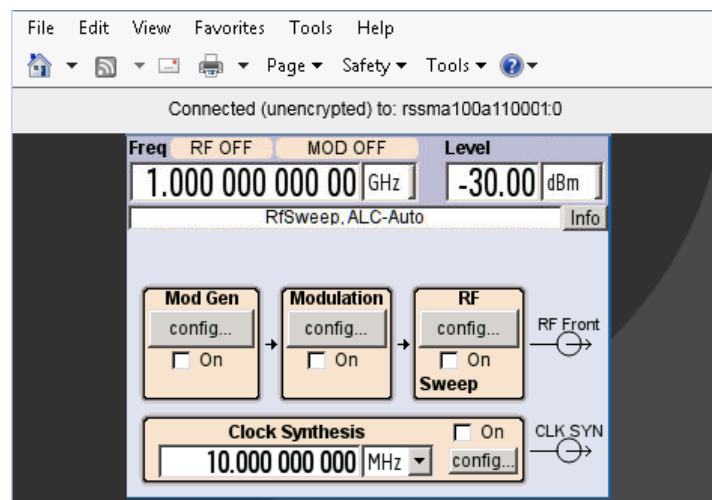 File Edit View Favorites Tools Help
Page Safety Tools
Connected (unencrypted) to: rssma100a110001:0
Freq RF OFF MOD OFF Level
1.000 000 000 00 GHz -30.00 dBm
RfSweep, ALC-Auto Info
Mod Gen Modulation RF
config... config... config... RF Front
On On On
Sweep
Clock Synthesis On CLK SYN
10.000 000 000 MHz config...